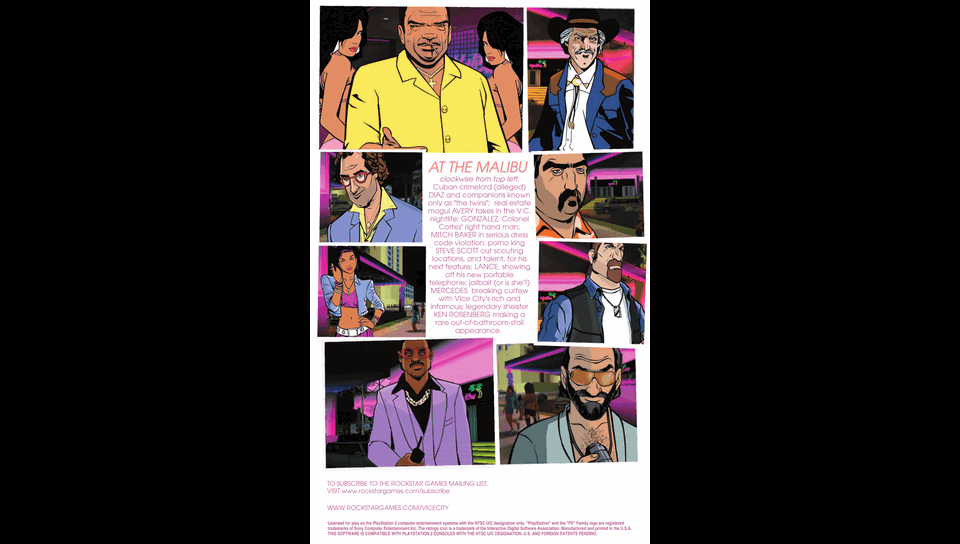 AT THE MALIBU
clockwise from top left:
Cuban crimelord (alleged)
DIAZ and companions known
only as "the twins"; real estate
mogul AVERY takes in the V.C.
nightlife; GONZALEZ, Colonel
Cortez' right hand man;
MITCH BAKER in serious dress
code violation; porno king
STEVE SCOTT out scouting
locations, and talent, for his
next feature; LANCE, showing
off his new portable
telephone; jailbait (or is she?)
MERCEDES breaking curfew
with Vice City's rich and
infamous; legendary sheister
KEN ROSENBERG making a
rare out-of-bathroom-stall
appearance.
TO SUBSCRIBE TO THE ROCKSTAR GAMES MAILING LIST,
VISIT www.rockstargames.com/subscribe
WWW.ROCKSTARGAMES.COM/VICECITY
Licensed for play on the PlayStation 2 computer entertainment systems with the NTSC U/C designation only. "PlayStation" and the "PS" Family logo are registered
trademarks of Sony Computer Entertainment Inc. The ratings icon is a trademark of the Interactive Digital Software Association. Manufactured and printed in the U.S.A.
THIS SOFTWARE IS COMPATIBLE WITH PLAYSTATION 2 CONSOLES WITH THE NTSC U/C DESIGNATION. U.S. AND FOREIGN PATENTS PENDING.